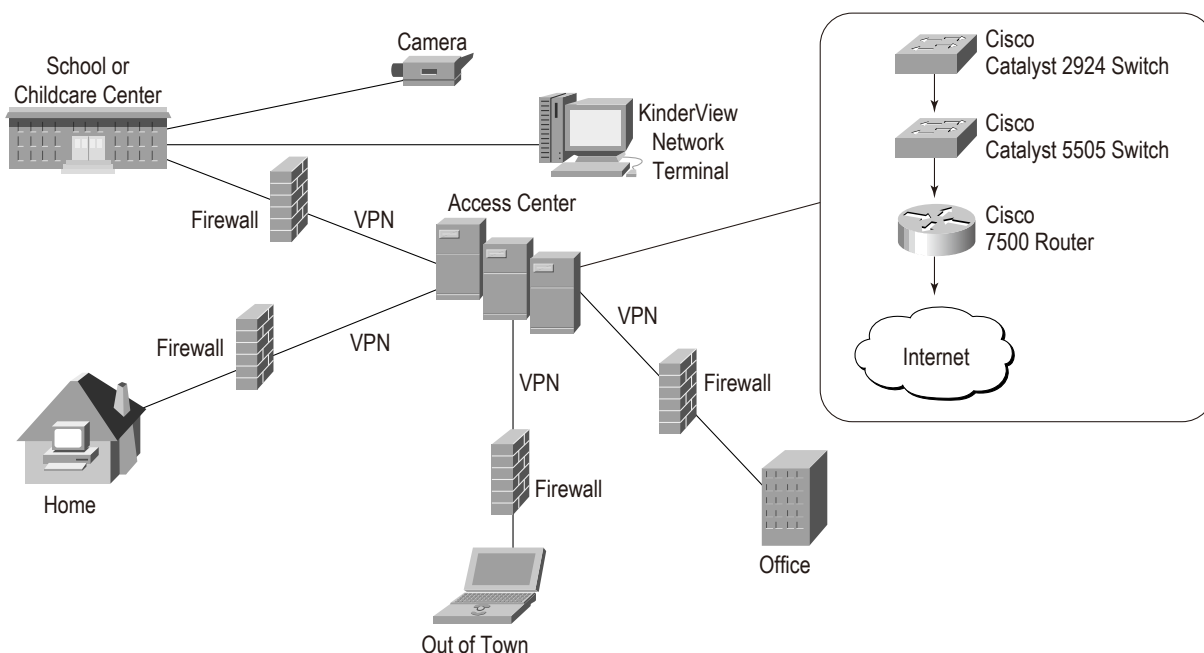 Camera
School or
Childcare Center
KinderView
Network
Terminal
Cisco
Catalyst 2924 Switch
Cisco
Catalyst 5505 Switch
Cisco
7500 Router
Internet
Firewall
VPN
Access Center
Firewall
VPN
VPN
Firewall
VPN
Firewall
Home
Out of Town
Office